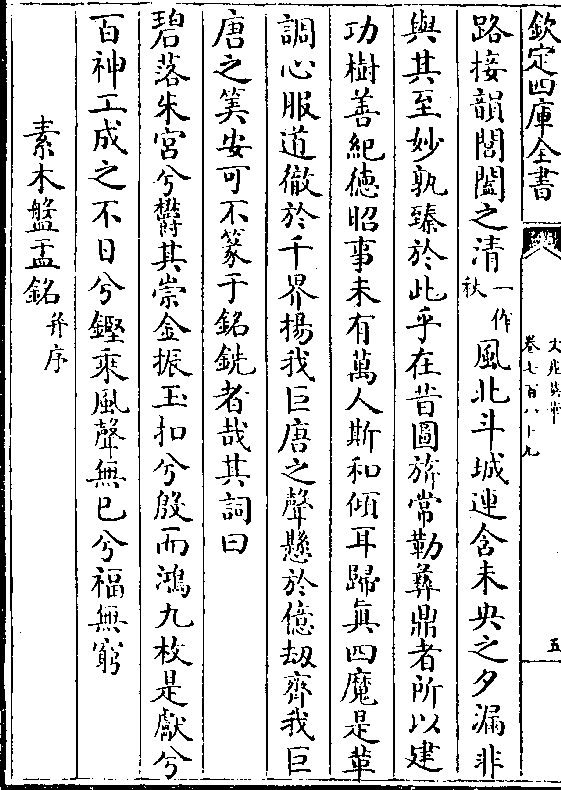 欽定四庫全書
文苑英華
卷七百八十九
五
路接韻閶闔之清一作秋風北斗城連含未央之夕漏非
與其至妙孰臻於此乎在昔圖旂常勒彝鼎者所以建
功樹善紀德昭事未有萬人斯和傾耳歸真四魔是革
調心服道徹於千界揚我巨唐之聲懸於億刼齊我巨
唐之筭安可不篆于銘銑者哉其詞曰
碧落朱宮兮欝其崇金振玉扣兮殷而鴻九枚是獻兮
百神工成之不日兮鏗乘風聲無已兮福無窮
素木盤盂銘并序